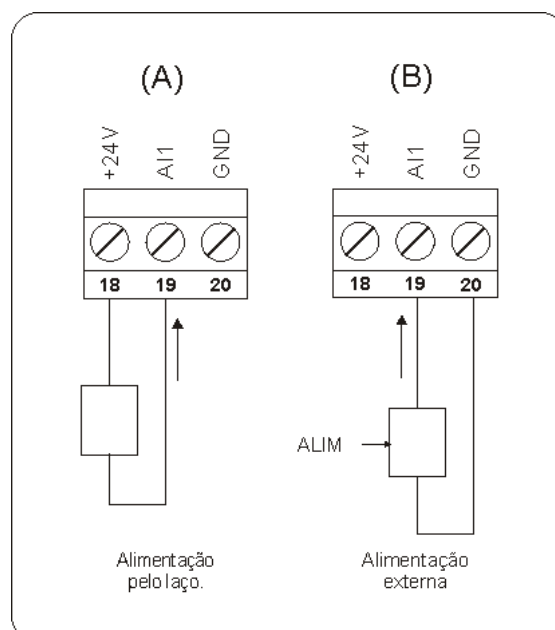 (A)
(B)
+24V
AI1
GND
+24V
AI1
GND
18 19 20
18 19 20
ALIM
Alimentação
pelo laço.
Alimentação
externa